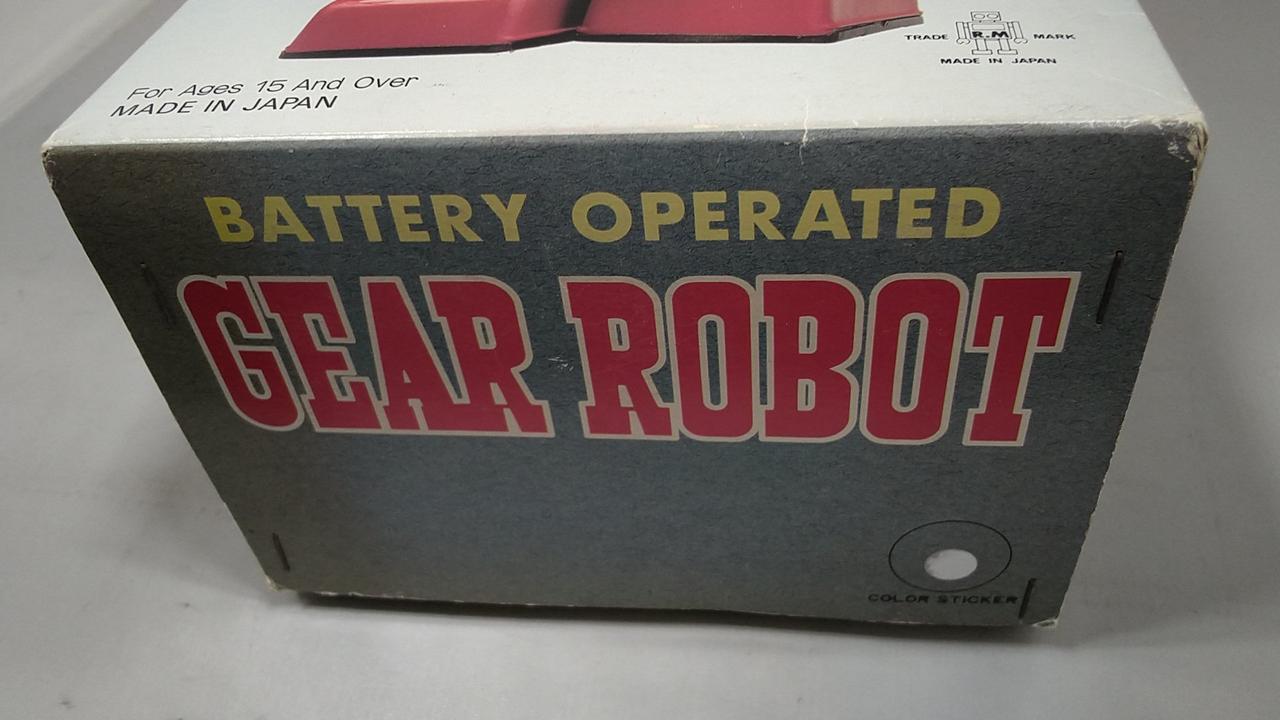 TRADE R.M MARK
MADE IN JAPAN
For Ages 15 And Over
MADE IN JAPAN
BATTERY OPERATED
GEAR ROBOT
COLOR STICKER